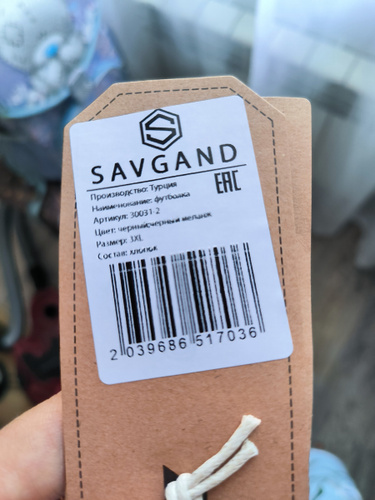 SAVGAND
EAC
Производство: Турция
Наименование: футболка
Артикул: 30031-2
Цвет: черный/черный меланж
Размер: 3XL
Состав: хлопок
2 039686 517036